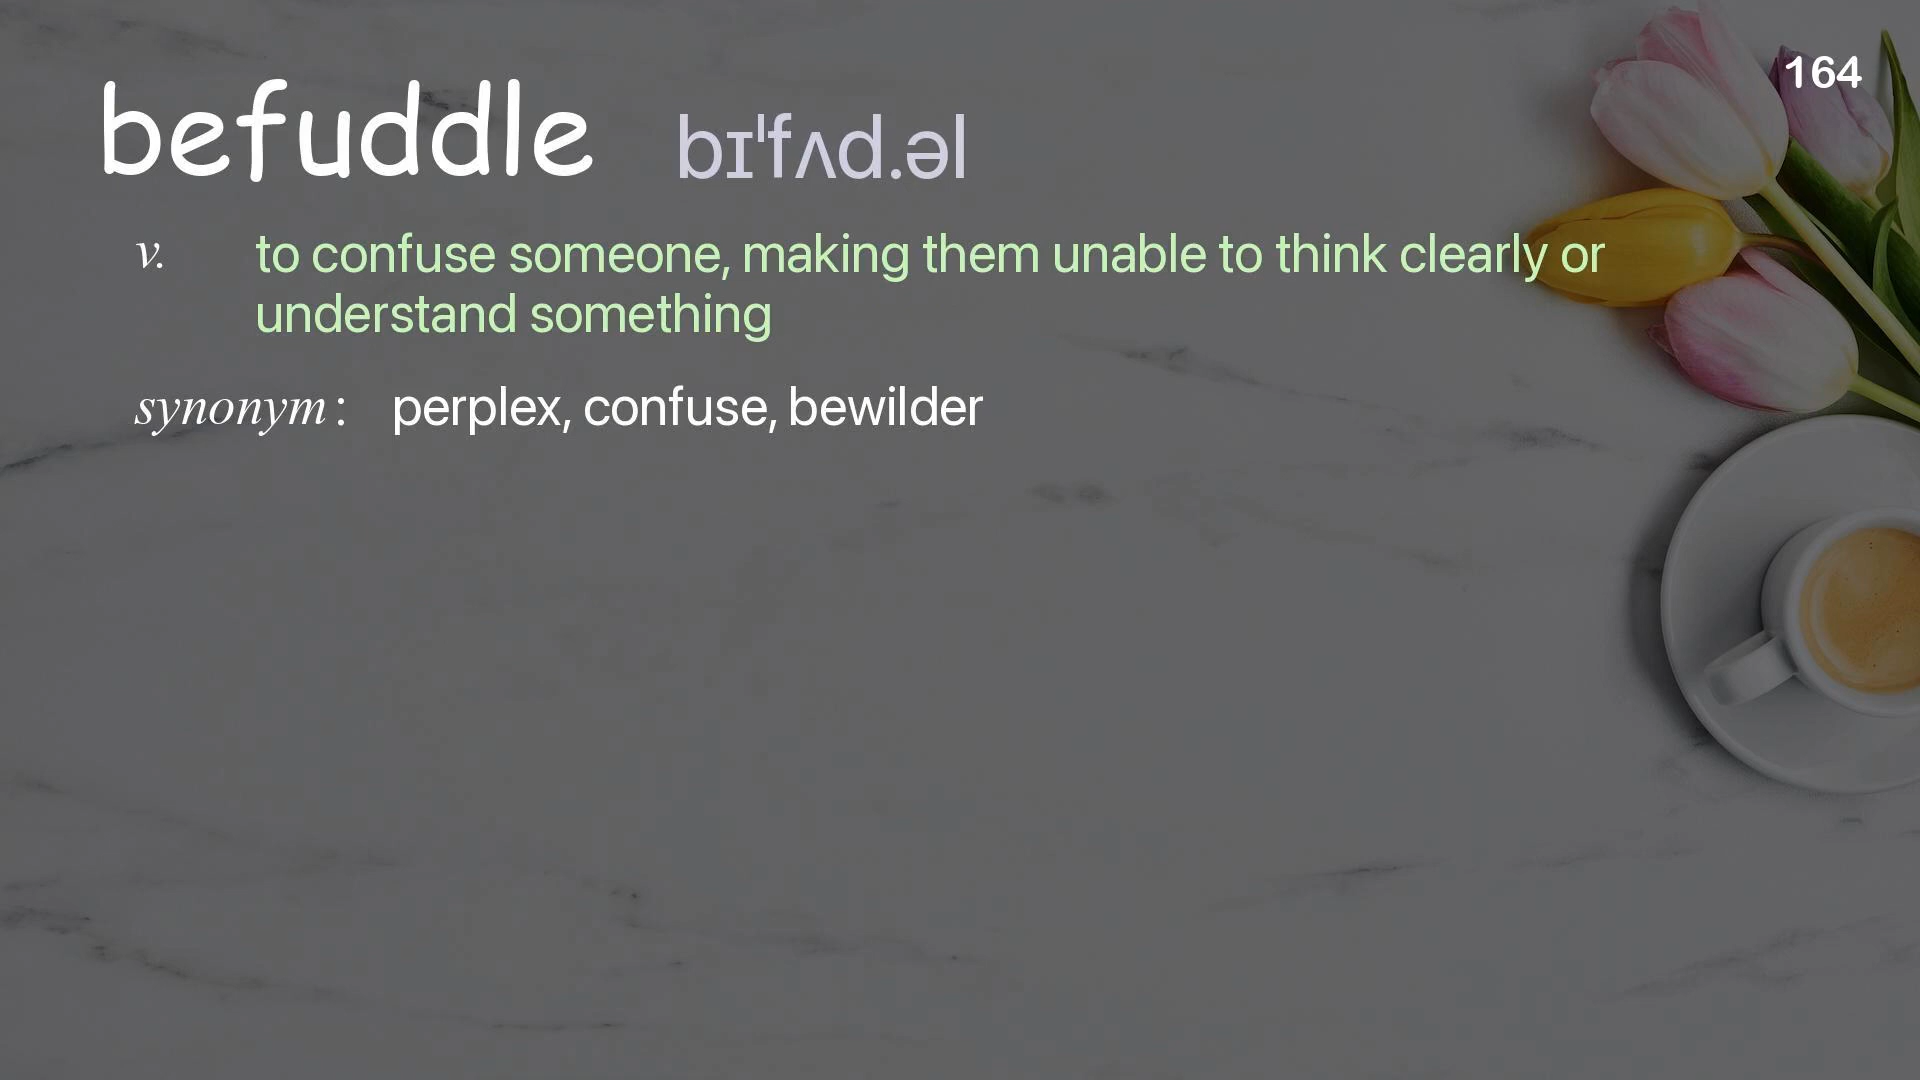 164
befuddle bɪˈfʌd.əl
v. to confuse someone, making them unable to think clearly or
understand something
synonym: perplex, confuse, bewilder